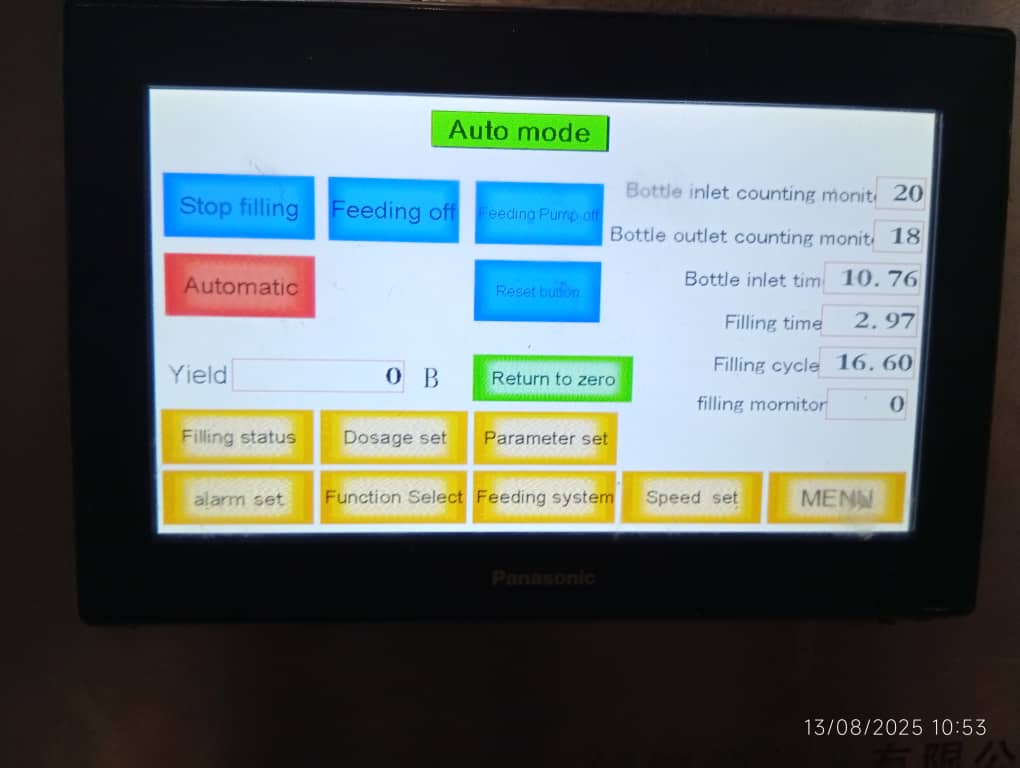 Auto mode
Stop filling
Feeding off
Feeding Pump off
Bottle inlet counting monit
20
Bottle outlet counting monit
18
Automatic
Reset button
Bottle inlet tim
10.76
Filling time
2.97
Yield
0
B
Return to zero
Filling cycle
16.60
filling mornitor
0
Filling status
Dosage set
Parameter set
alarm set
Function Select
Feeding system
Speed set
MENU
Panasonic
13/08/2025 10:53
有限公